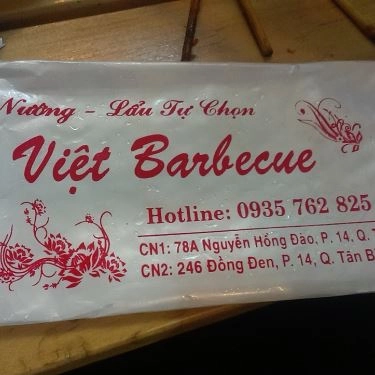 Nướng - Lẩu Tự Chọn
Việt Barbecue
Hotline: 0935 762 825
CN1: 78A Nguyễn Hồng Đào, P. 14, Q. T
CN2: 246 Đồng Đen, P. 14, Q. Tân B